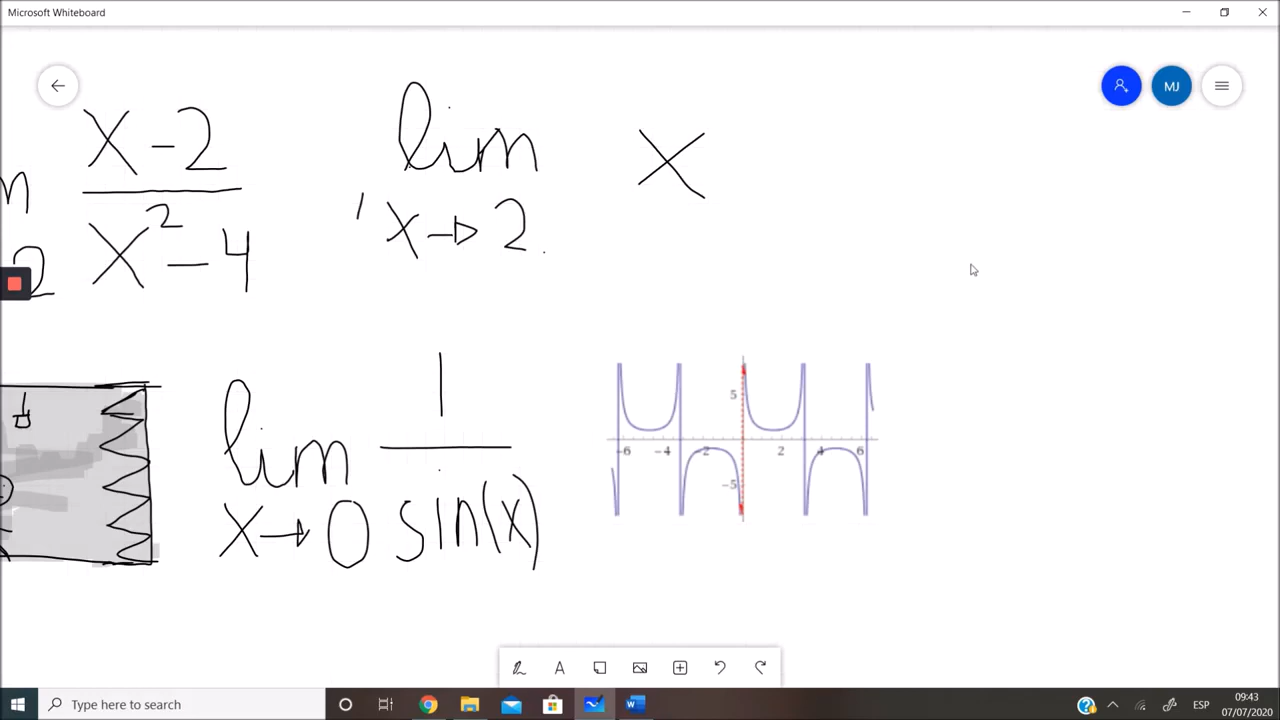 Microsoft Whiteboard
MJ
x-2
x²-4
2
lim
x→2
x
lim
x→0
1
sin(x)
5
-6 -4 -2 2 4 6
-5
A
Type here to search
ESP
09:43
07/07/2020